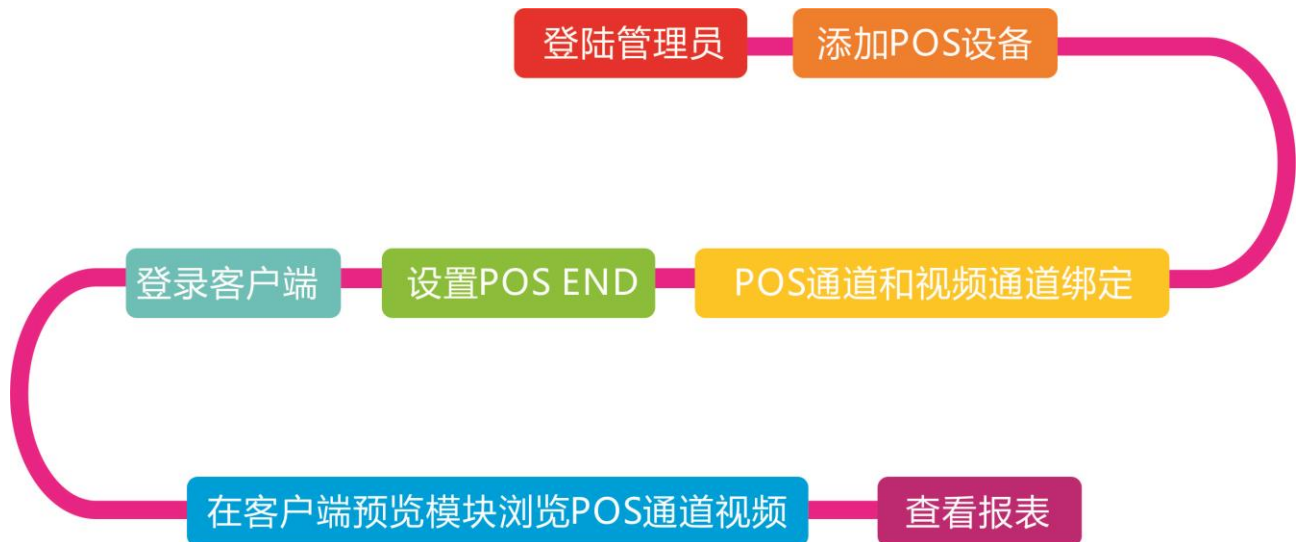 登陆管理员
添加POS设备
POS通道和视频通道绑定
设置POS END
登录客户端
在客户端预览模块浏览POS通道视频
查看报表